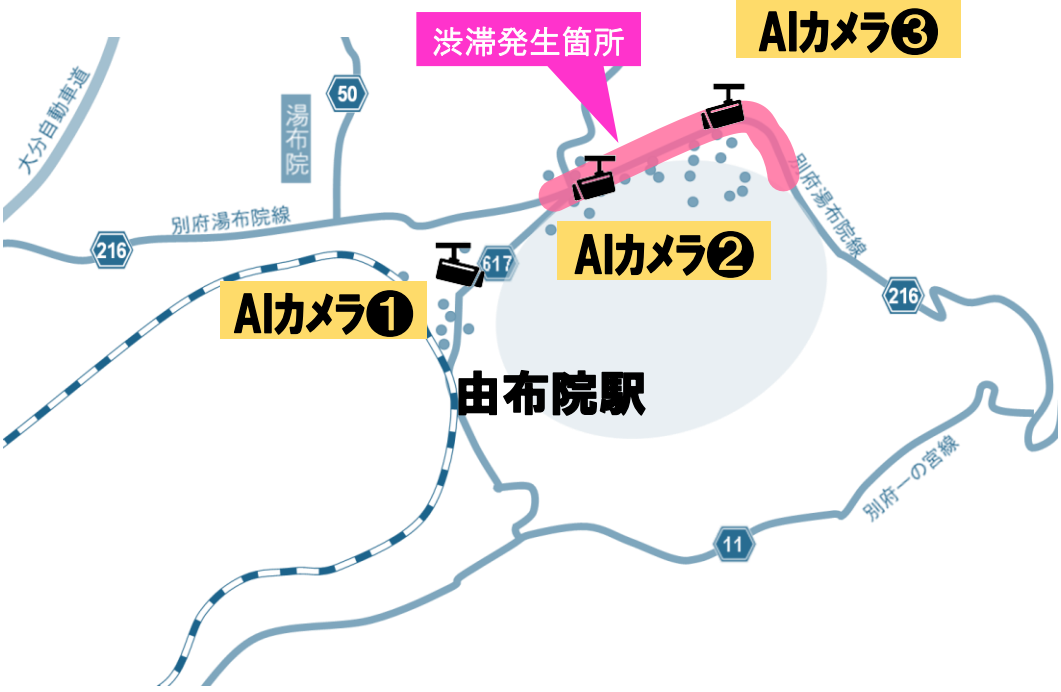 渋滞発生箇所
AIカメラ❸
大分自動車道
50
湯布院
別府湯布院線
216
別府湯布院線
AIカメラ❷
617
AIカメラ❶
216
由布院駅
別府一の宮線
11